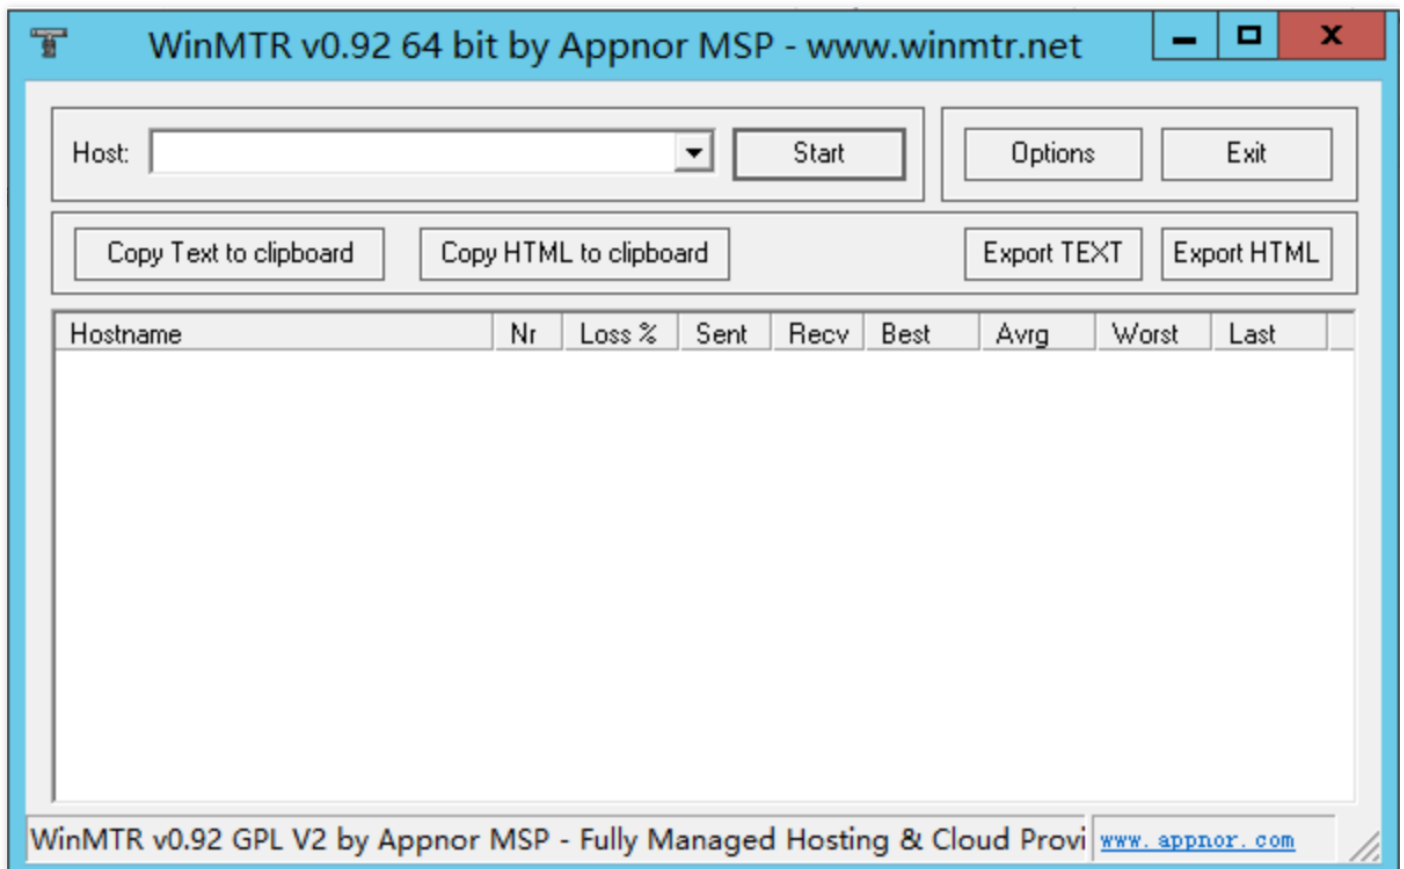 WinMTR v0.92 64 bit by Appnor MSP - www.winmtr.net
Host: Start Options Exit
Copy Text to clipboard Copy HTML to clipboard Export TEXT Export HTML
Hostname Nr Loss % Sent Recv Best Avrg Worst Last
WinMTR v0.92 GPL V2 by Appnor MSP - Fully Managed Hosting & Cloud Provi www.appnor.com